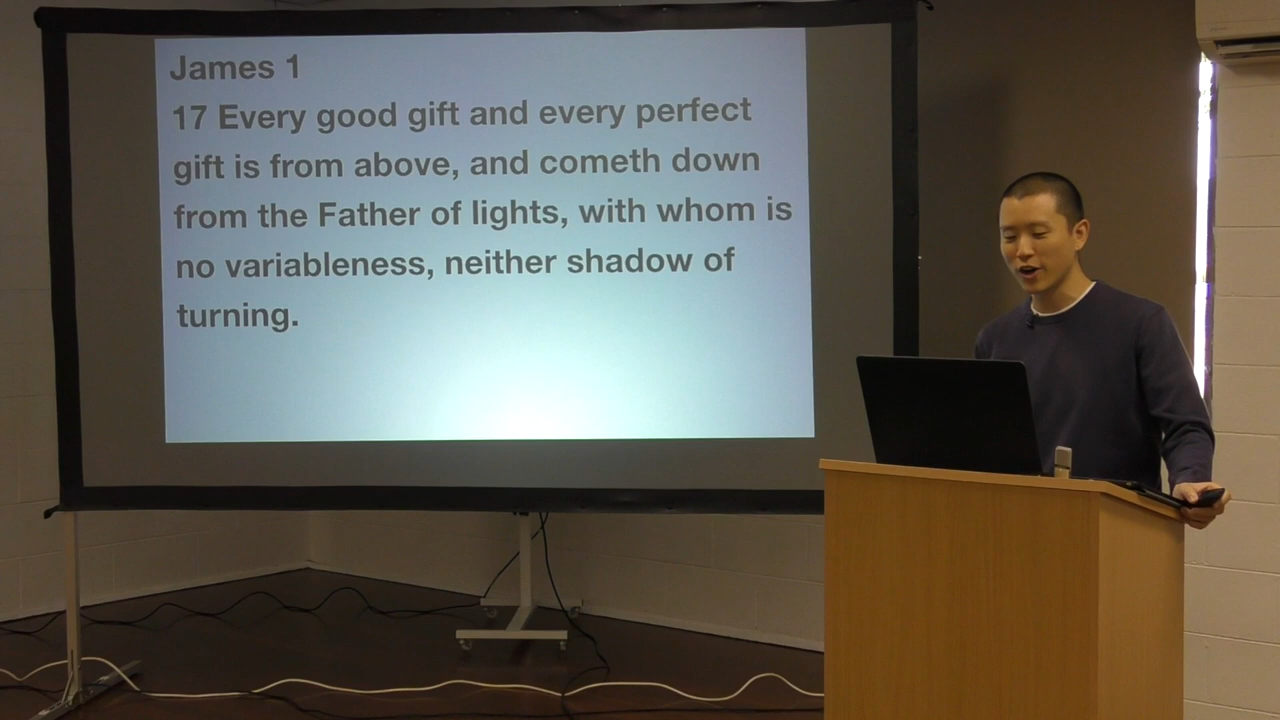 James 1
17 Every good gift and every perfect
gift is from above, and cometh down
from the Father of lights, with whom is
no variableness, neither shadow of
turning.